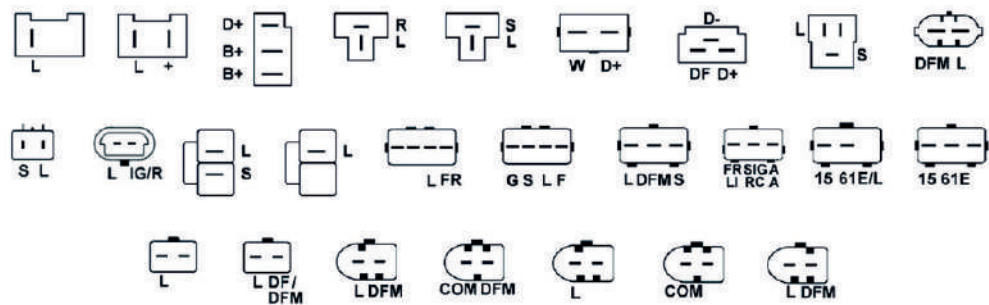 D+
B+
B+
L
L +
R
L
S
L
W D+
D-
DF D+
L
S
DFM L
S L
L IG/R
L
S
L
L FR
G S L F
L DFM S
FR SIG A
LI RC A
15 61E/L
15 61E
L
L DF/
DFM
L DFM
COM DFM
L
COM
L DFM